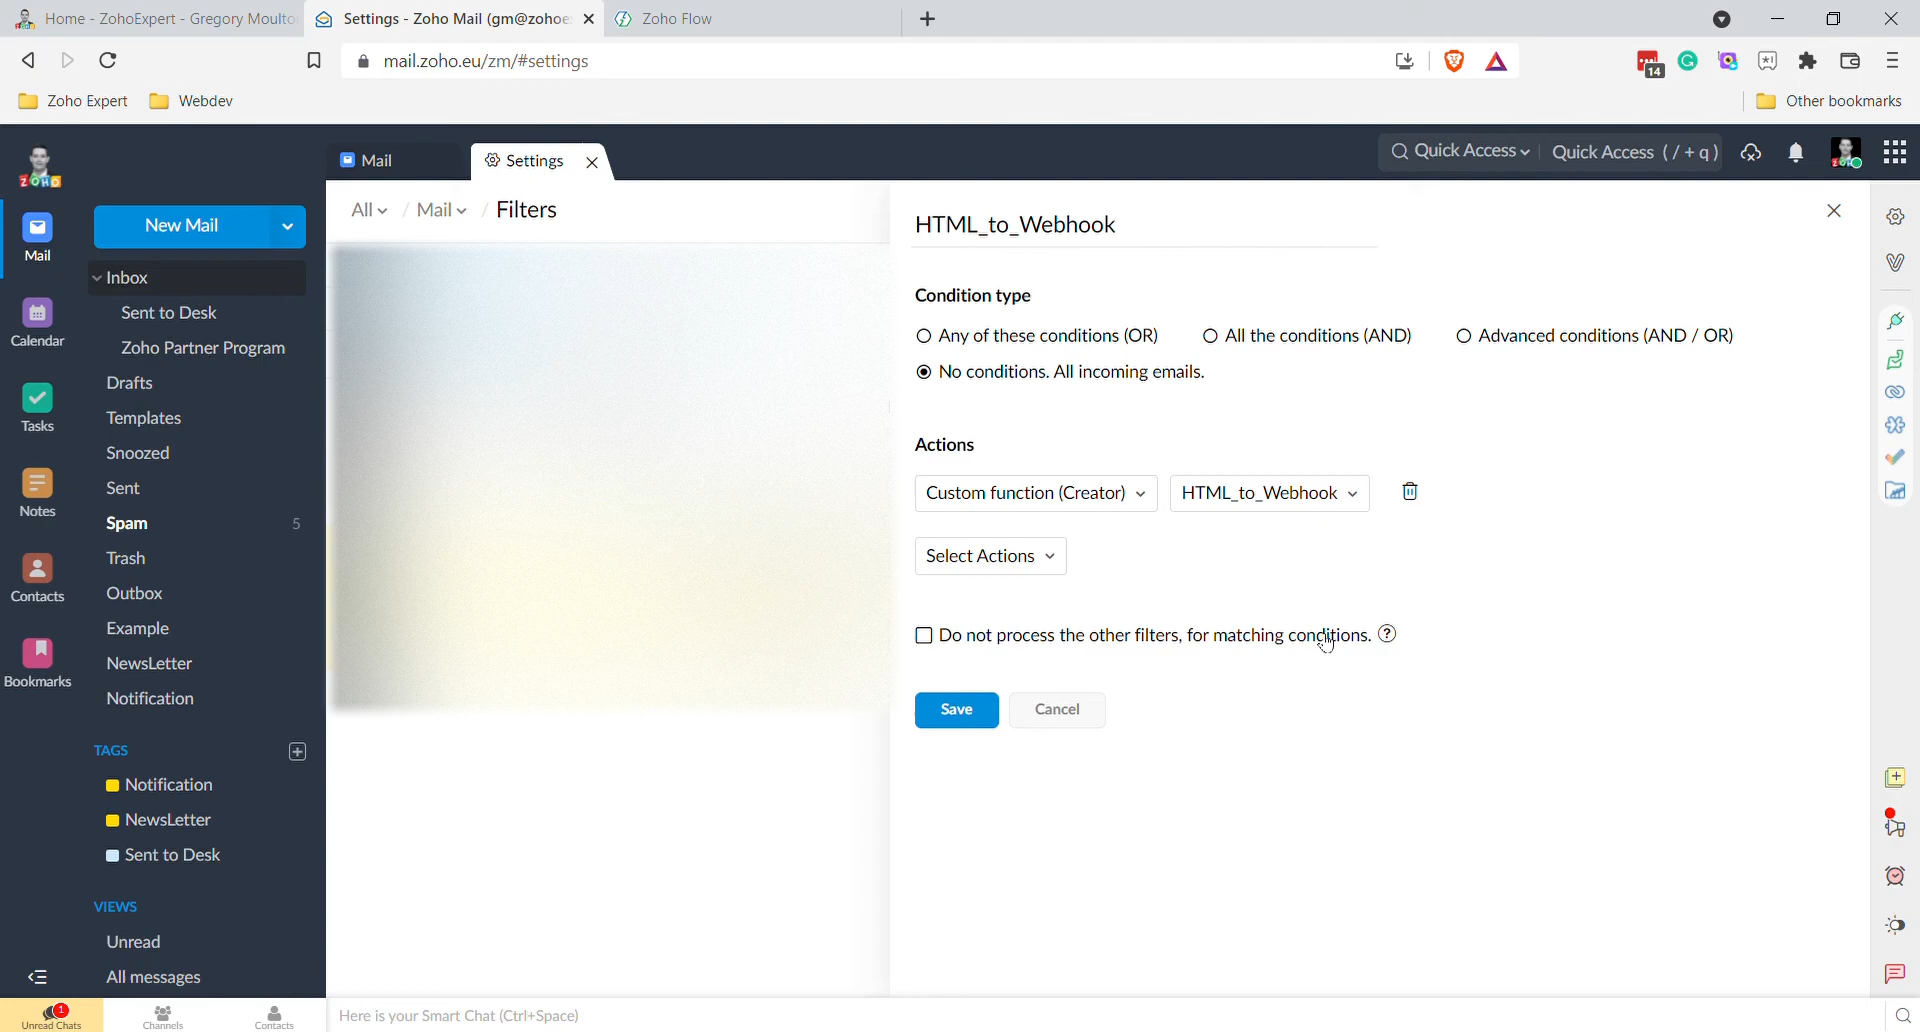 Home - ZohoExpert - Gregory Moulto
Settings - Zoho Mail (gm@zohoe
Zoho Flow
mail.zoho.eu/zm/#settings
14
Zoho Expert
Webdev
Other bookmarks
ZOHO
Mail
Settings
Quick Access
Quick Access ( / + q )
New Mail
All / Mail / Filters
HTML_to_Webhook
Mail
Calendar
Tasks
Notes
Contacts
Bookmarks
Inbox
Sent to Desk
Zoho Partner Program
Drafts
Templates
Snoozed
Sent
Spam 5
Trash
Outbox
Example
NewsLetter
Notification
TAGS
Notification
NewsLetter
Sent to Desk
VIEWS
Unread
All messages
Condition type
Any of these conditions (OR)
All the conditions (AND)
Advanced conditions (AND / OR)
No conditions. All incoming emails.
Actions
Custom function (Creator)
HTML_to_Webhook
Select Actions
Do not process the other filters, for matching conditions. ?
Save
Cancel
1
Unread Chats
Channels
Contacts
Here is your Smart Chat (Ctrl+Space)